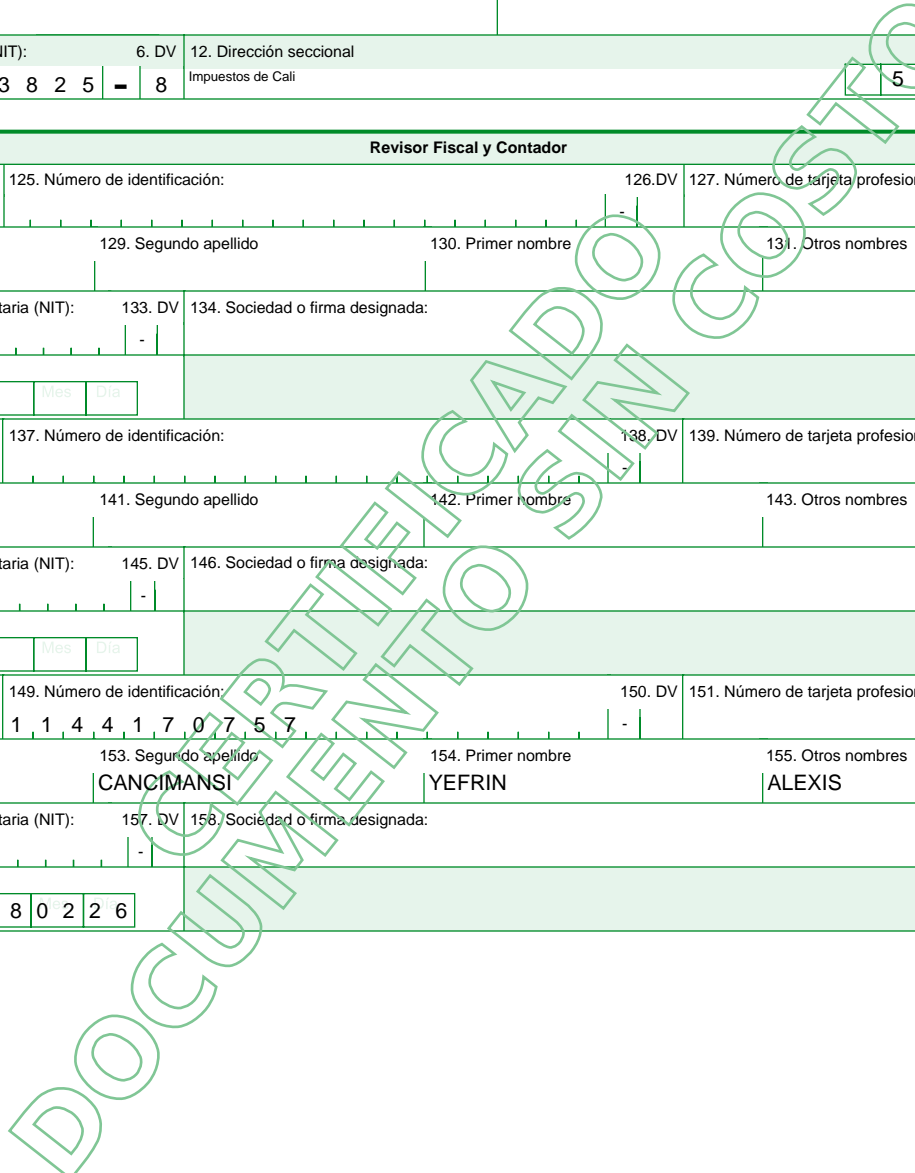 NIT): 6. DV 12. Dirección seccional
3 8 2 5 - 8 Impuestos de Cali 5
Revisor Fiscal y Contador
125. Número de identificación: 126.DV 127. Número de tarjeta profesion
-
129. Segundo apellido 130. Primer nombre 131. Otros nombres
taria (NIT): 133. DV 134. Sociedad o firma designada:
-
Mes Día
137. Número de identificación: 138. DV 139. Número de tarjeta profesion
-
141. Segundo apellido 142. Primer nombre 143. Otros nombres
taria (NIT): 145. DV 146. Sociedad o firma designada:
-
Mes Día
149. Número de identificación: 150. DV 151. Número de tarjeta profesion
1 1 4 4 1 7 0 7 5 7 -
153. Segundo apellido 154. Primer nombre 155. Otros nombres
CANCIMANSI YEFRIN ALEXIS
taria (NIT): 157. DV 158. Sociedad o firma designada:
-
8 0 2 2 6
CERTIFICADO
DOCUMENTO SIN COSTO